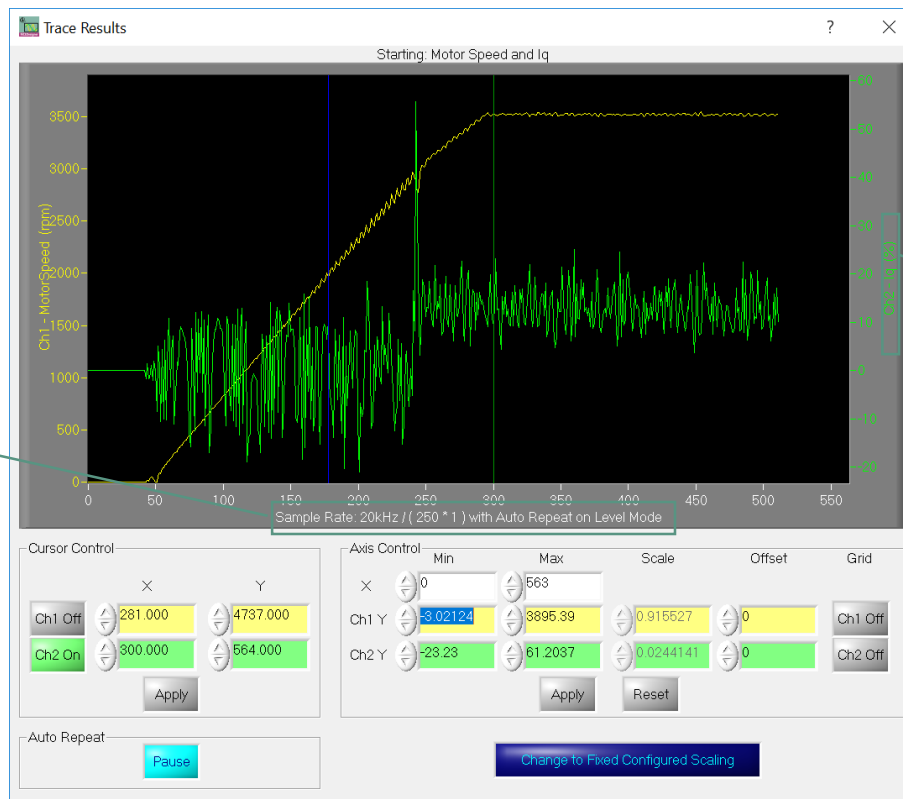 Trace Results
?
Starting: Motor Speed and Iq
3500
3000
2500
2000
1500
1000
500
0
Ch1 - MotorSpeed (rpm)
60
50
40
30
20
10
0
-10
-20
Ch2 - Iq (%)
0 50 100 150 200 250 300 350 400 450 500 550
Sample Rate: 20kHz / ( 250 * 1 ) with Auto Repeat on Level Mode
Cursor Control
X Y
Ch1 Off 281.000 4737.000
Ch2 On 300.000 564.000
Apply
Axis Control
Min Max Scale Offset Grid
X 0 563
Ch1 Y -3.02124 3895.39 0.915527 0 Ch1 Off
Ch2 Y -23.23 61.2037 0.0244141 0 Ch2 Off
Apply Reset
Auto Repeat
Pause
Change to Fixed Configured Scaling